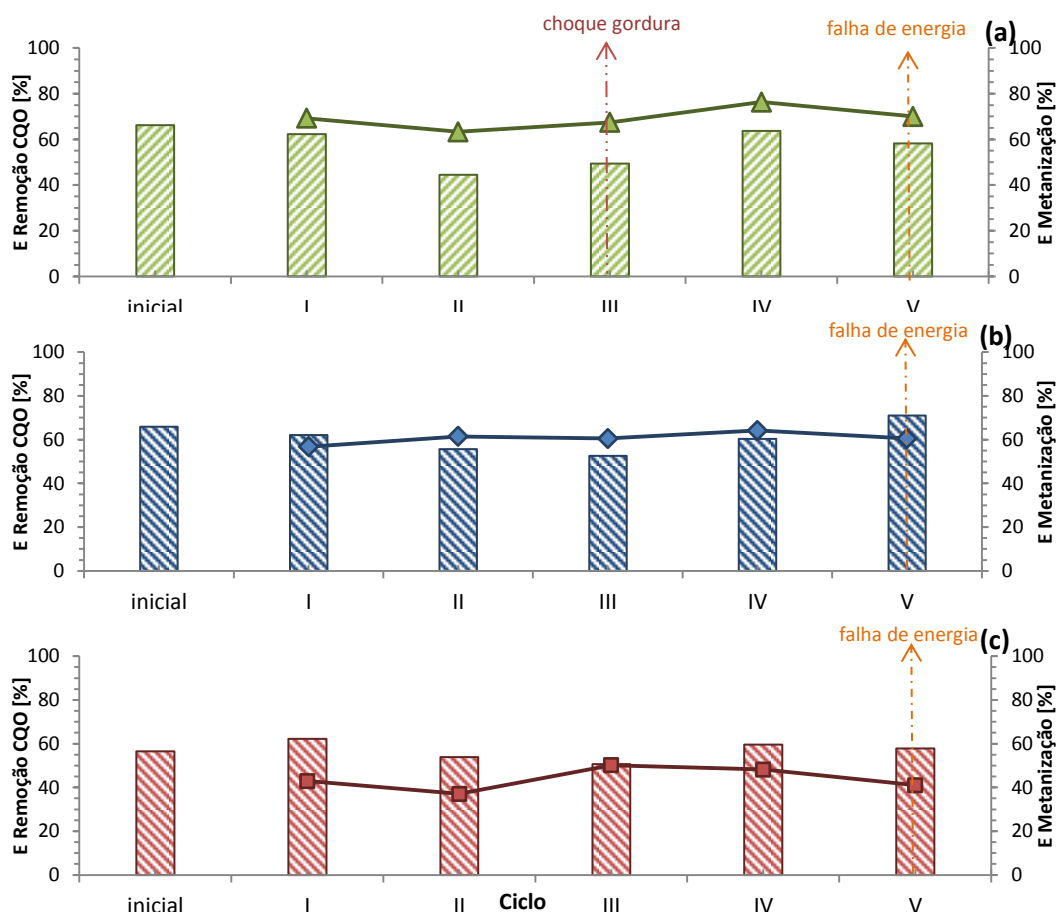 choque gordura
falha de energia
(a)
E Remoção CQO [%]
100
80
60
40
20
0
100
80
60
40
20
0
E Metanização [%]
inicial
I
II
III
IV
V
falha de energia
(b)
E Remoção CQO [%]
100
80
60
40
20
0
100
80
60
40
20
0
E Metanização [%]
inicial
I
II
III
IV
V
falha de energia
(c)
E Remoção CQO [%]
100
80
60
40
20
0
100
80
60
40
20
0
E Metanização [%]
inicial
I
II
III
IV
V
Ciclo